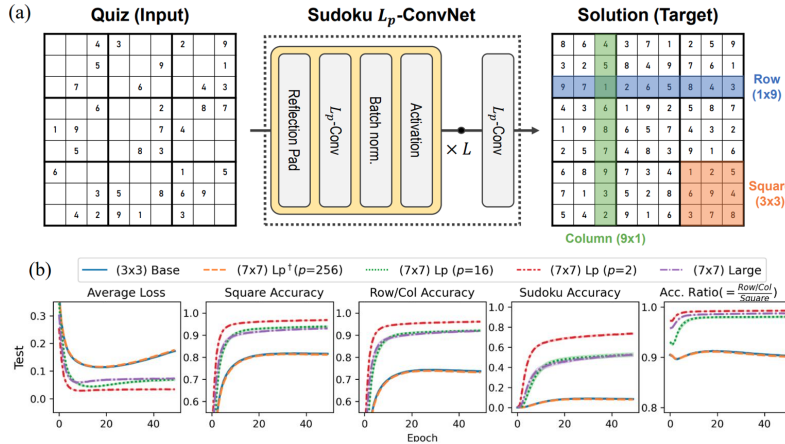 (a)
Quiz (Input)
4 3 2 9
5 9 1
7 6 4 3
6 2 8 7
1 9 7 4
5 8 3
6 1 5
3 5 8 6 9
4 2 9 1 3
Sudoku Lₚ-ConvNet
Reflection Pad
Lₚ-Conv
Batch norm.
Activation
× L
Lₚ-Conv
Solution (Target)
8 6 4 3 7 1 2 5 9
3 2 5 8 4 9 7 6 1
9 7 1 2 6 5 8 4 3
4 3 6 1 9 2 5 8 7
1 9 8 6 5 7 4 3 2
2 5 7 4 8 3 9 1 6
6 8 9 7 3 4 1 2 5
7 1 3 5 2 8 6 9 4
5 4 2 9 1 6 3 7 8
Row
(1x9)
Square
(3x3)
Column (9x1)
(b)
(3x3) Base (7x7) Lp†(p=256) (7x7) Lp (p=16) (7x7) Lp (p=2) (7x7) Large
Average Loss Square Accuracy Row/Col Accuracy Sudoku Accuracy Acc. Ratio(=Row/Col/Square)
Test
0.3
0.2
0.1
0.0
0 20 40
1.0
0.9
0.8
0.7
0.6
0 20 40
1.0
0.9
0.8
0.7
0.6
0 20 40
1.0
0.8
0.6
0.4
0.2
0.0
0 20 40
1.0
0.9
0.8
0 50
Epoch